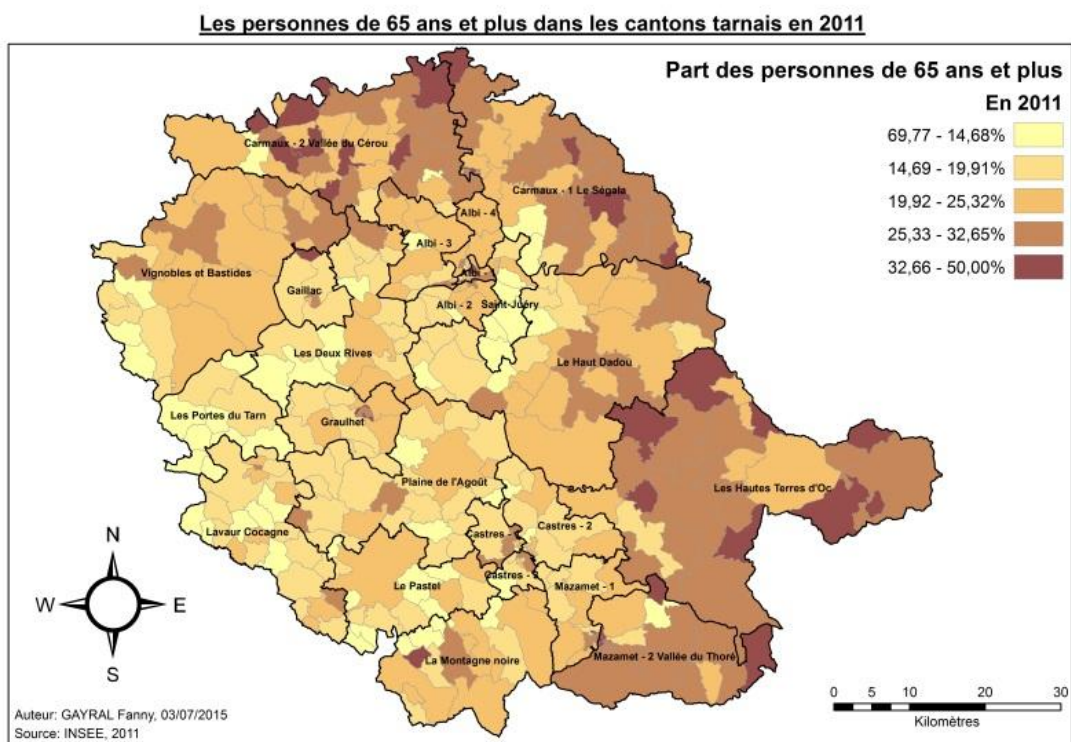 Les personnes de 65 ans et plus dans les cantons tarnais en 2011
Part des personnes de 65 ans et plus
En 2011
69,77 - 14,68%
14,69 - 19,91%
19,92 - 25,32%
25,33 - 32,65%
32,66 - 50,00%
Carmaux - 2 Vallée du Cérou
Carmaux - 1 Le Ségala
Albi - 4
Albi - 3
Vignobles et Bastides
Albi - 1
Gaillac
Albi - 2
Saint-Juéry
Les Deux Rives
Le Haut Dadou
Les Portes du Tarn
Graulhet
Plaine de l'Agoût
Les Hautes Terres d'Oc
Lavaur Cocagne
Castres -
Castres - 2
Castres -
Le Pastel
Mazamet - 1
La Montagne noire
Mazamet - 2 Vallée du Thoré
N
W
E
S
0 5 10 20 30
Kilomètres
Auteur: GAYRAL Fanny, 03/07/2015
Source: INSEE, 2011